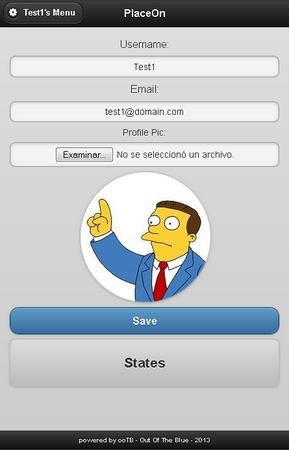 Test1's Menu
PlaceOn
Username:
Test1
Email:
test1@domain.com
Profile Pic:
Examinar... No se seleccionó un archivo.
Save
States
powered by ooTB - Out Of The Blue - 2013